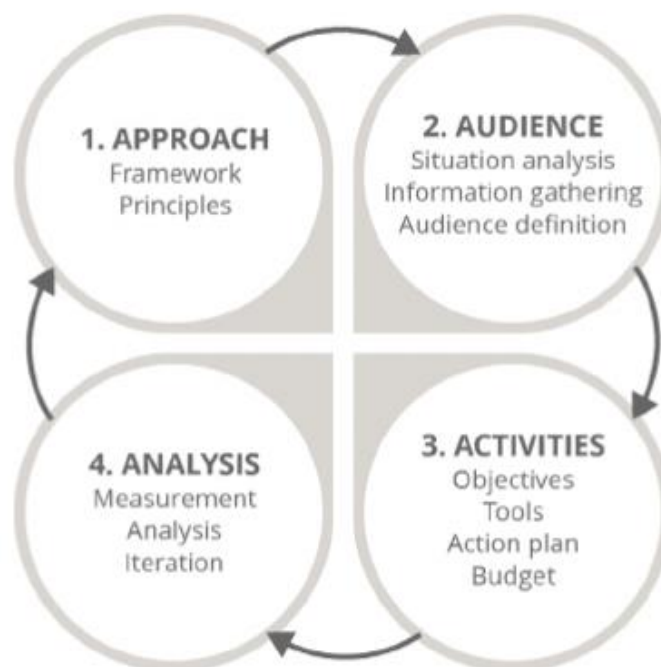 1. APPROACH
Framework
Principles
2. AUDIENCE
Situation analysis
Information gathering
Audience definition
3. ACTIVITIES
Objectives
Tools
Action plan
Budget
4. ANALYSIS
Measurement
Analysis
Iteration